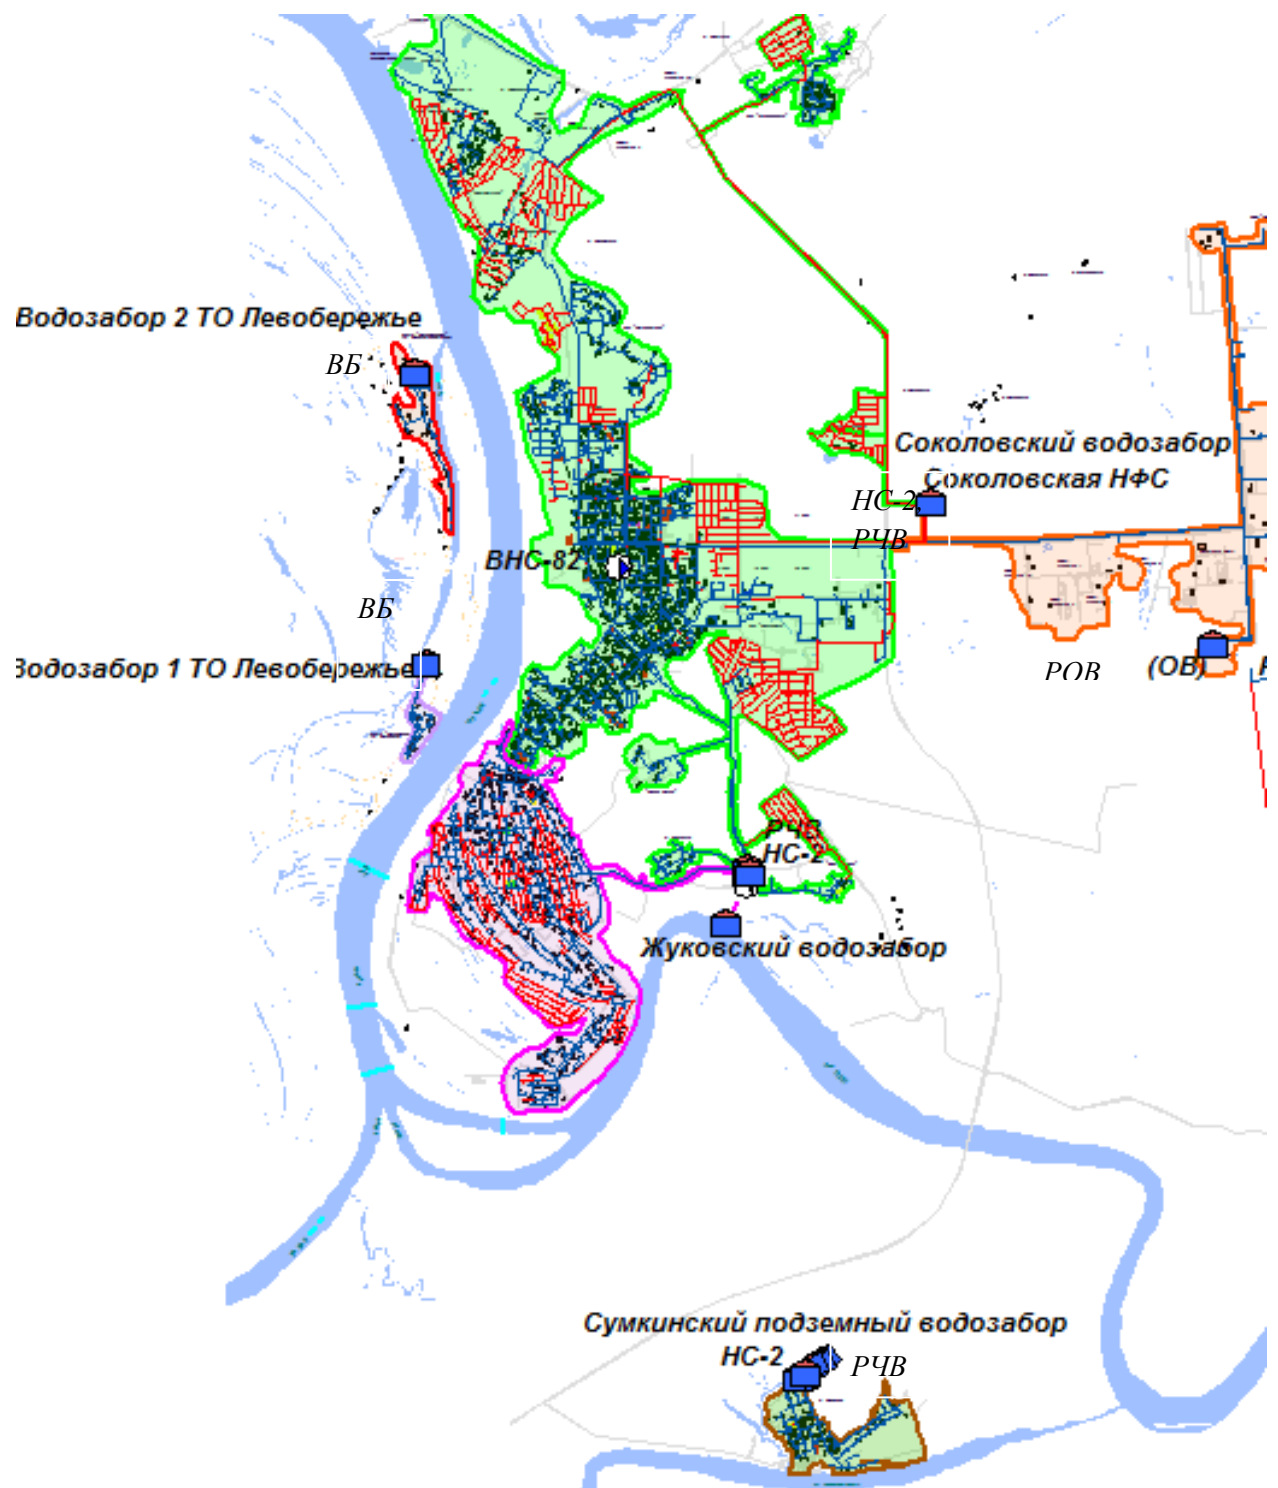 Водозабор 2 ТО Левобережье
ВБ
Соколовский водозабор
Соколовская НФС
НС-2,
РЧВ
ВНС-82
ВБ
Водозабор 1 ТО Левобережье
РОВ
(ОВ)
РЧВ
НС-2
Жуковский водозабор
Сумкинский подземный водозабор
НС-2
РЧВ